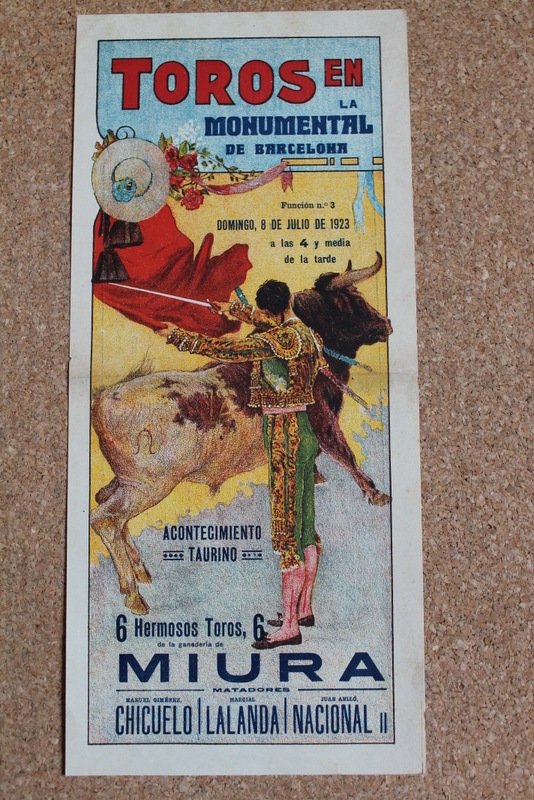 TOROS EN
LA
MONUMENTAL
DE BARCELONA
Función n.º 3
DOMINGO, 8 DE JULIO DE 1923
a las 4 y media
de la tarde
ACONTECIMIENTO
TAURINO
6 Hermosos Toros, 6
de la ganadería de
MIURA
MATADORES
MANUEL GIMÉNEZ, MARCIAL JUAN ANLLÓ,
CHICUELO | LALANDA | NACIONAL II